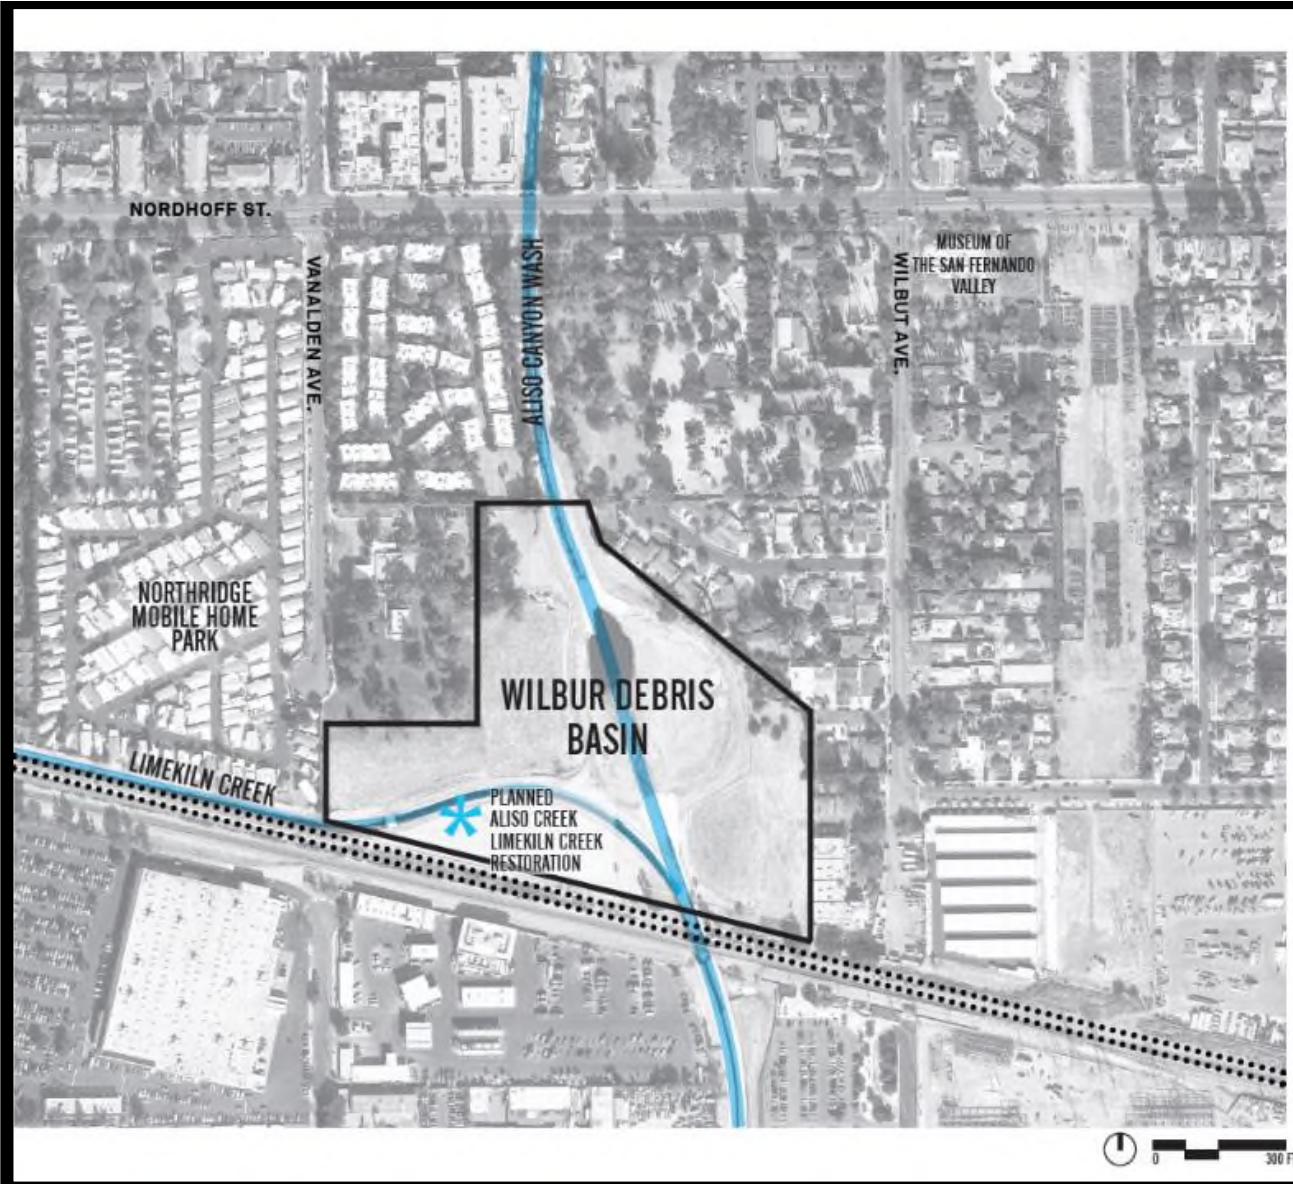 NORDHOFF ST.
VANALDEN AVE.
ALISO CANYON WASH
WILBUT AVE.
MUSEUM OF
THE SAN FERNANDO
VALLEY
NORTHRIDGE
MOBILE HOME
PARK
WILBUR DEBRIS
BASIN
LIMEKILN CREEK
PLANNED
ALISO CREEK
LIMEKILN CREEK
RESTORATION
0
300 F